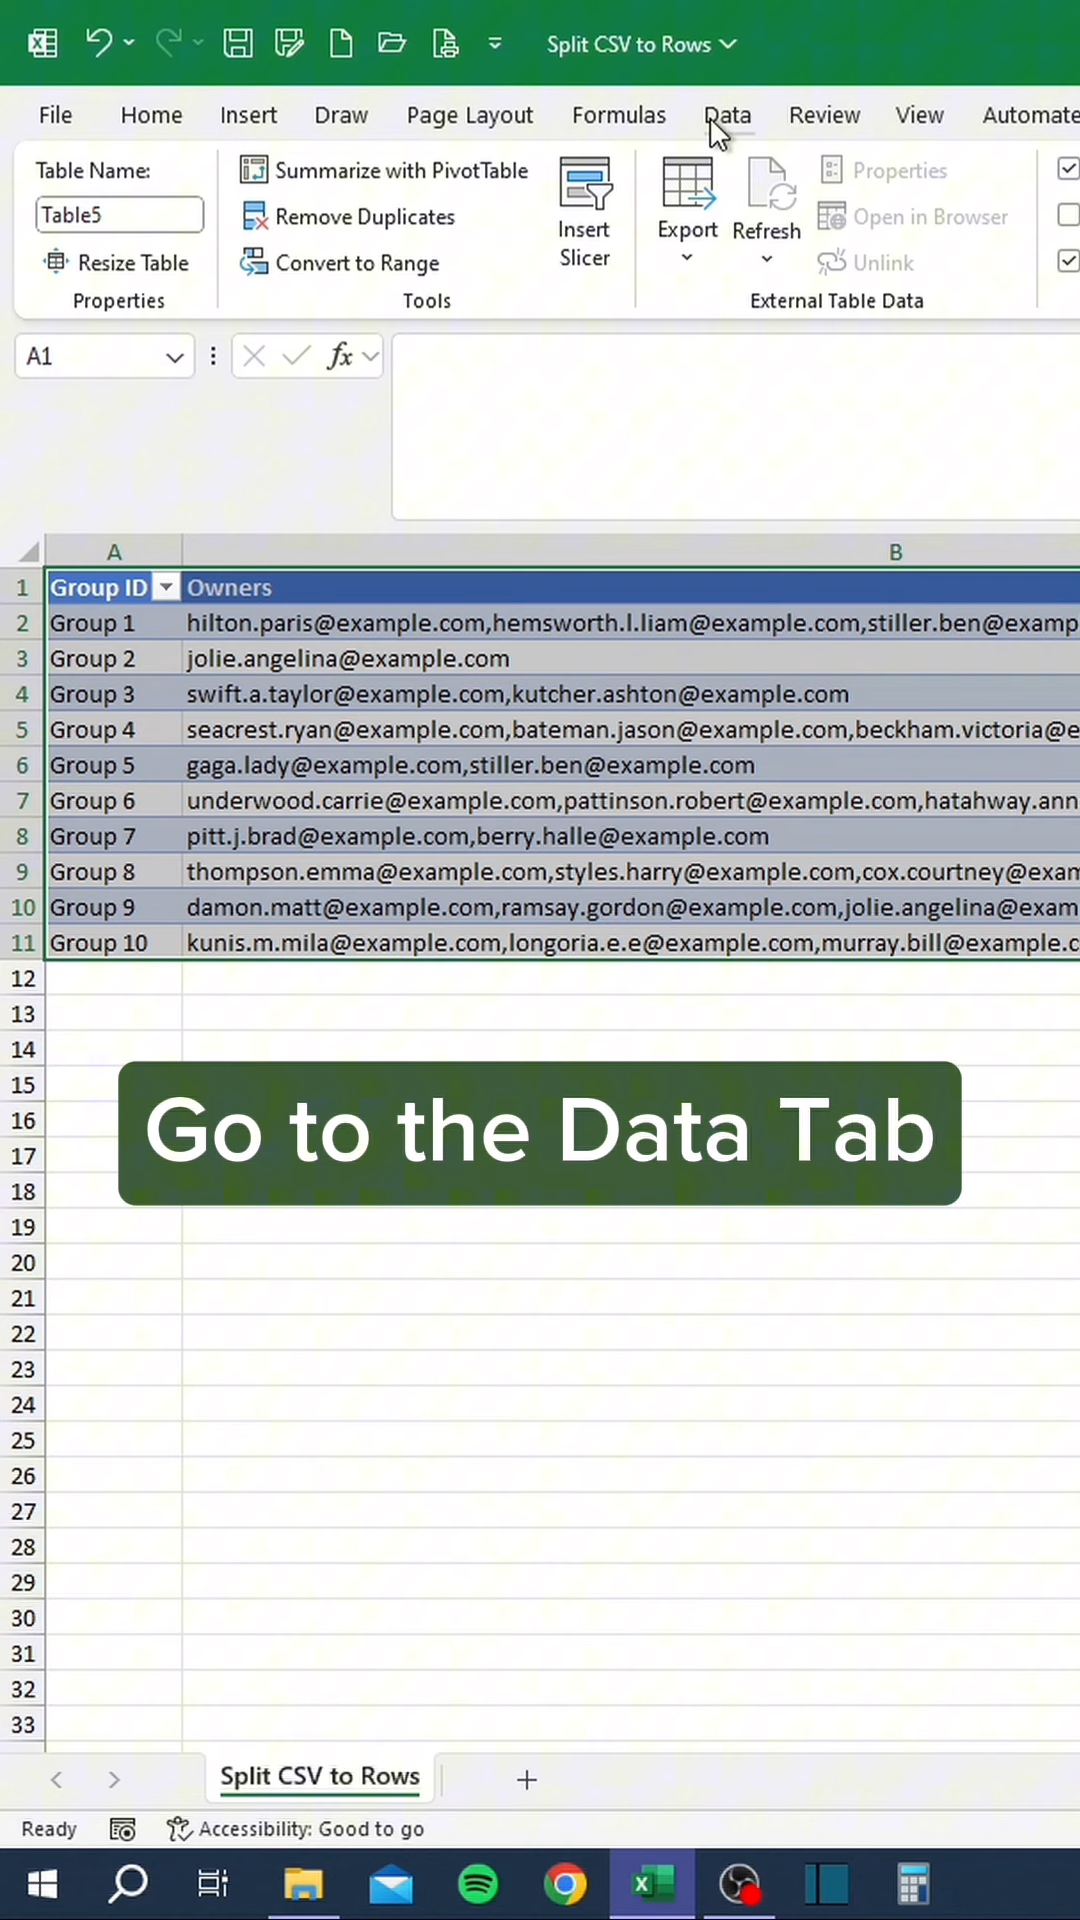 Split CSV to Rows
File Home Insert Draw Page Layout Formulas Data Review View Automate
Table Name:
Table5
Resize Table
Properties
Summarize with PivotTable
Remove Duplicates
Convert to Range
Tools
Insert
Slicer
Export
Refresh
Properties
Open in Browser
Unlink
External Table Data
A1
fx
A B
1 Group ID Owners
2 Group 1 hilton.paris@example.com,hemsworth.l.liam@example.com,stiller.ben@examp
3 Group 2 jolie.angelina@example.com
4 Group 3 swift.a.taylor@example.com,kutcher.ashton@example.com
5 Group 4 seacrest.ryan@example.com,bateman.jason@example.com,beckham.victoria@e
6 Group 5 gaga.lady@example.com,stiller.ben@example.com
7 Group 6 underwood.carrie@example.com,pattinson.robert@example.com,hatahway.ann
8 Group 7 pitt.j.brad@example.com,berry.halle@example.com
9 Group 8 thompson.emma@example.com,styles.harry@example.com,cox.courtney@exam
10 Group 9 damon.matt@example.com,ramsay.gordon@example.com,jolie.angelina@exam
11 Group 10 kunis.m.mila@example.com,longoria.e.e@example.com,murray.bill@example.c
12
13
14
15
Go to the Data Tab
16
17
18
19
20
21
22
23
24
25
26
27
28
29
30
31
32
33
Split CSV to Rows
Ready
Accessibility: Good to go